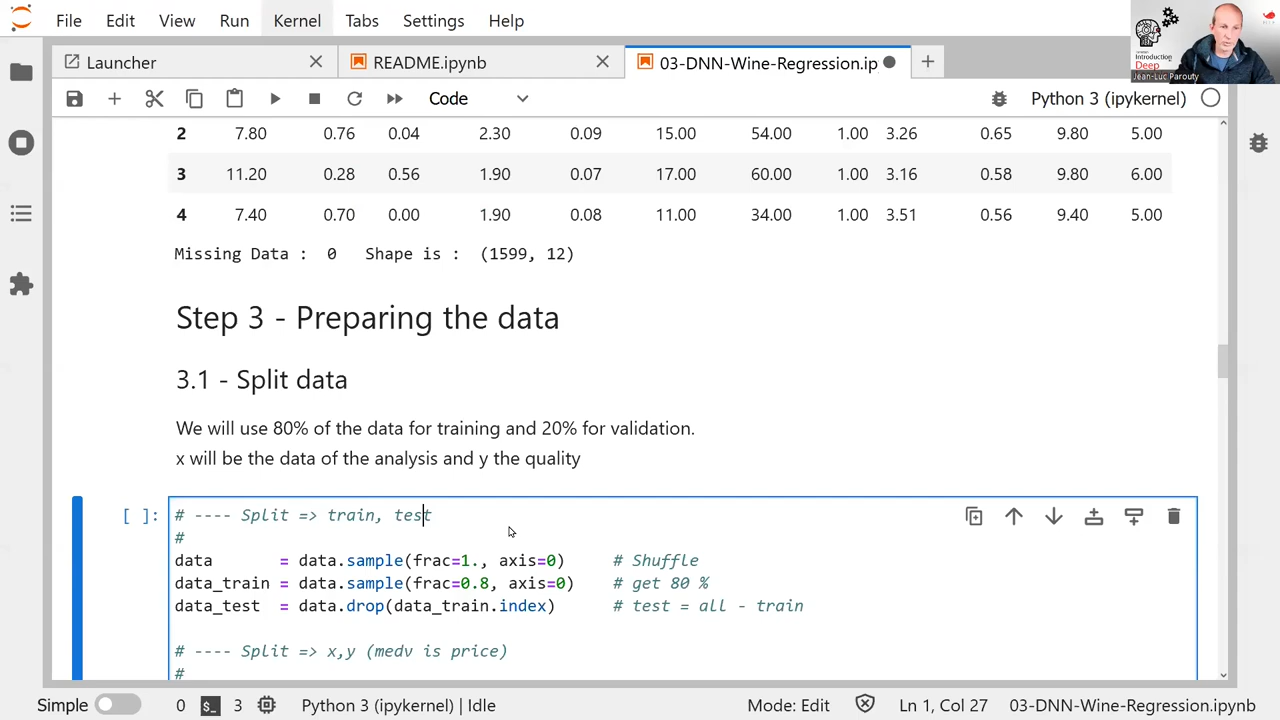 File Edit View Run Kernel Tabs Settings Help
Introduction
Deep
Jean-Luc Parouty
Launcher README.ipynb 03-DNN-Wine-Regression.ip
Code Python 3 (ipykernel)
2 7.80 0.76 0.04 2.30 0.09 15.00 54.00 1.00 3.26 0.65 9.80 5.00
3 11.20 0.28 0.56 1.90 0.07 17.00 60.00 1.00 3.16 0.58 9.80 6.00
4 7.40 0.70 0.00 1.90 0.08 11.00 34.00 1.00 3.51 0.56 9.40 5.00
Missing Data : 0 Shape is : (1599, 12)
Step 3 - Preparing the data
3.1 - Split data
We will use 80% of the data for training and 20% for validation.
x will be the data of the analysis and y the quality
[ ]: # ---- Split => train, test
#
data = data.sample(frac=1., axis=0) # Shuffle
data_train = data.sample(frac=0.8, axis=0) # get 80 %
data_test = data.drop(data_train.index) # test = all - train
# ---- Split => x,y (medv is price)
#
Simple 0 $_ 3 Python 3 (ipykernel) | Idle Mode: Edit Ln 1, Col 27 03-DNN-Wine-Regression.ipynb